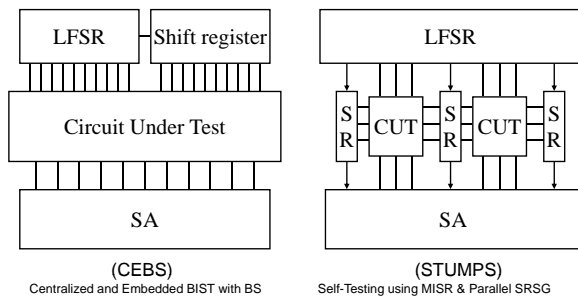 LFSR
Shift register
Circuit Under Test
SA
(CEBS)
Centralized and Embedded BIST with BS
LFSR
S
R
CUT
S
R
CUT
S
R
SA
(STUMPS)
Self-Testing using MISR & Parallel SRSG